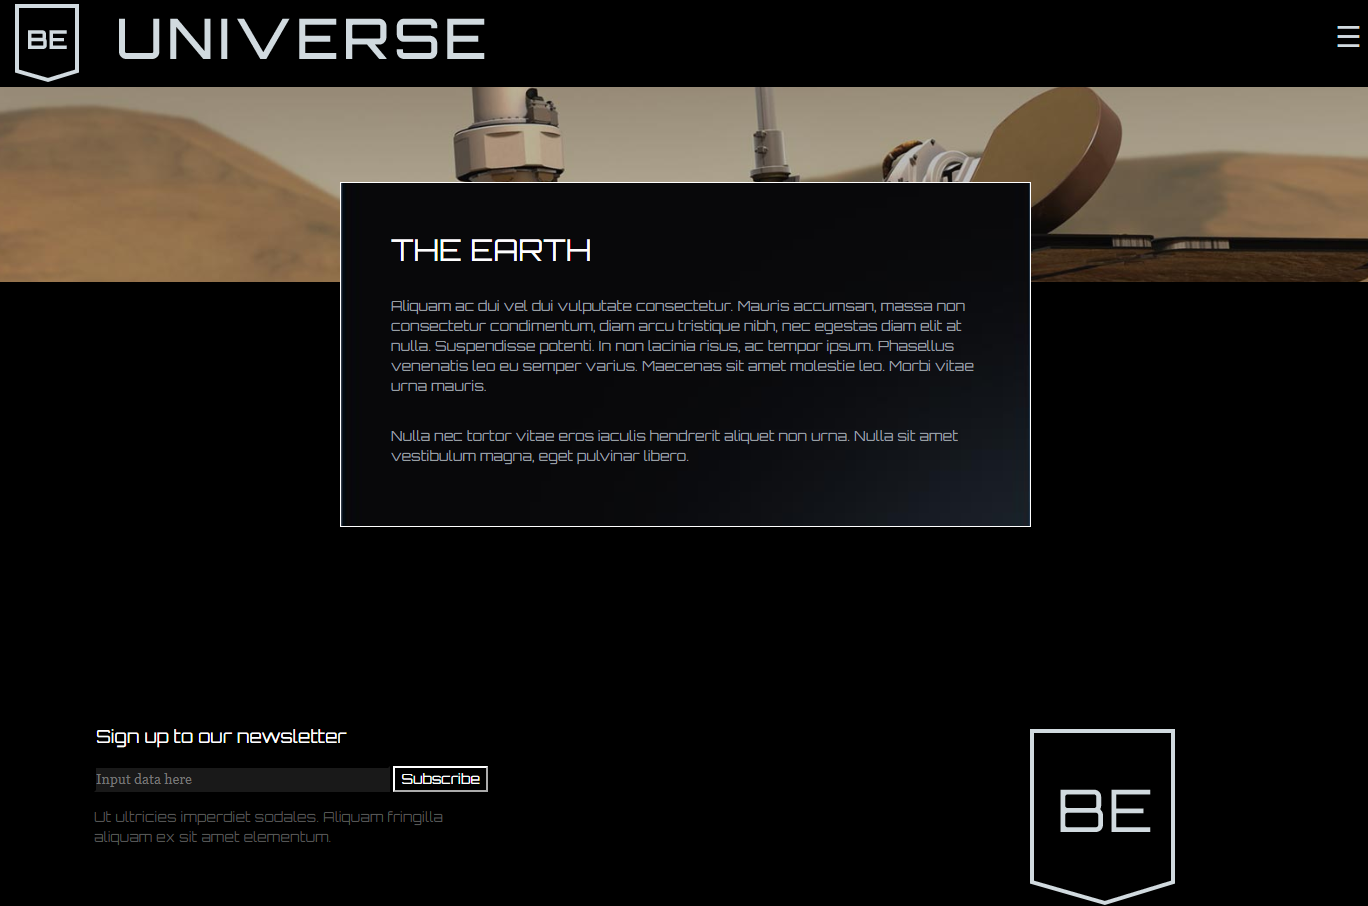 BE
UNIVERSE
THE EARTH
Aliquam ac dui vel dui vulputate consectetur. Mauris accumsan, massa non
consectetur condimentum, diam arcu tristique nibh, nec egestas diam elit at
nulla. Suspendisse potenti. In non lacinia risus, ac tempor ipsum. Phasellus
venenatis leo eu semper varius. Maecenas sit amet molestie leo. Morbi vitae
urna mauris.
Nulla nec tortor vitae eros iaculis hendrerit aliquet non urna. Nulla sit amet
vestibulum magna, eget pulvinar libero.
Sign up to our newsletter
Input data here
Subscribe
Ut ultricies imperdiet sodales. Aliquam fringilla
aliquam ex sit amet elementum.
BE